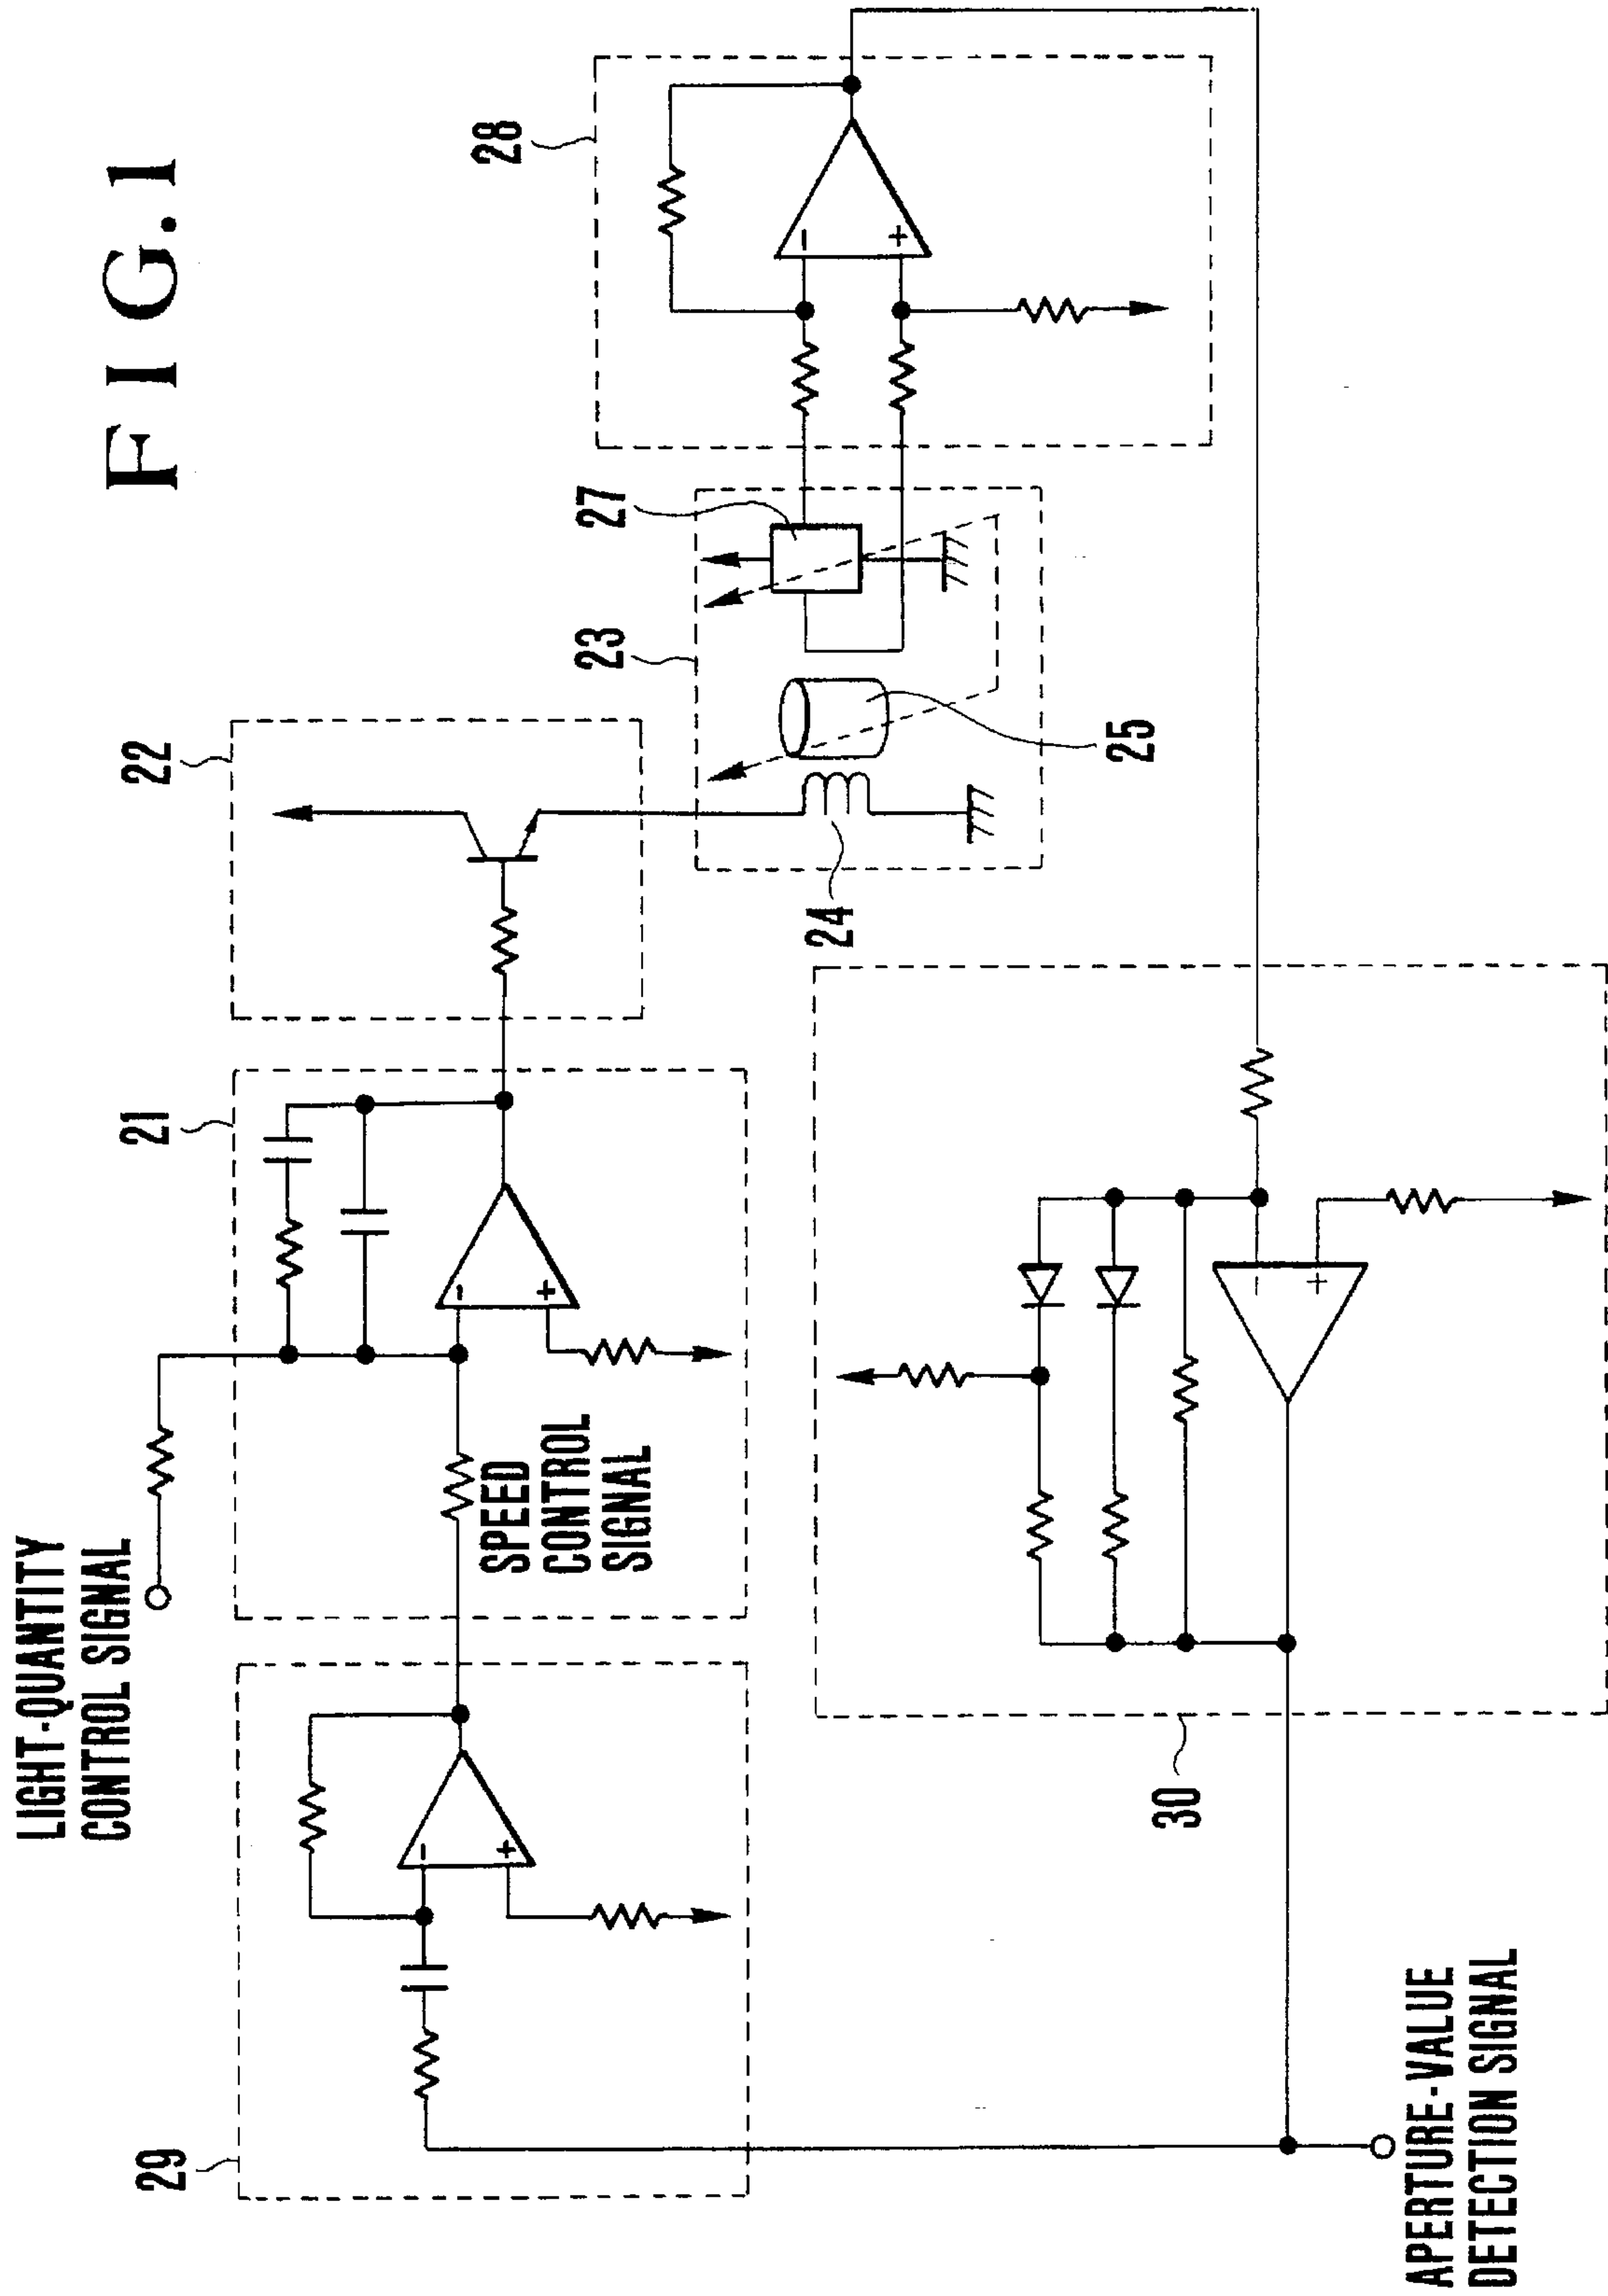 FIG.1
LIGHT-QUANTITY
CONTROL SIGNAL
21
22
23
27
28
SPEED
CONTROL
SIGNAL
24
25
29
30
APERTURE-VALUE
DETECTION SIGNAL